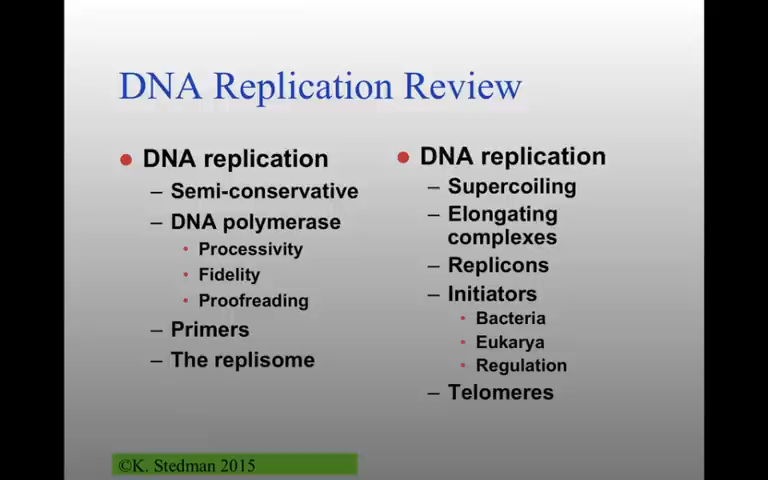 DNA Replication Review
● DNA replication
– Semi-conservative
– DNA polymerase
• Processivity
• Fidelity
• Proofreading
– Primers
– The replisome
● DNA replication
– Supercoiling
– Elongating
complexes
– Replicons
– Initiators
• Bacteria
• Eukarya
• Regulation
– Telomeres
©K. Stedman 2015